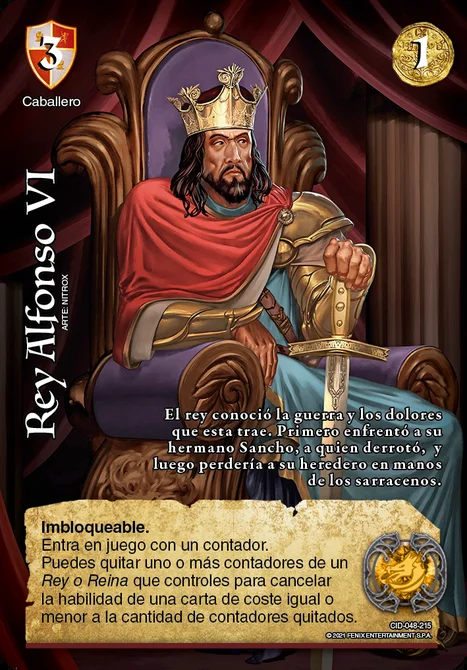 3
1
Caballero
Rey Alfonso VI
ARTE: NITROX
El rey conoció la guerra y los dolores
que esta trae. Primero enfrentó a su
hermano Sancho, a quien derrotó, y
luego perdería a su heredero en manos
de los sarracenos.
Imbloqueable.
Entra en juego con un contador.
Puedes quitar uno o más contadores de un
Rey o Reina que controles para cancelar
la habilidad de una carta de coste igual o
menor a la cantidad de contadores quitados.
CID-048-215
© 2021 FENIX ENTERTAINMENT S.P.A.